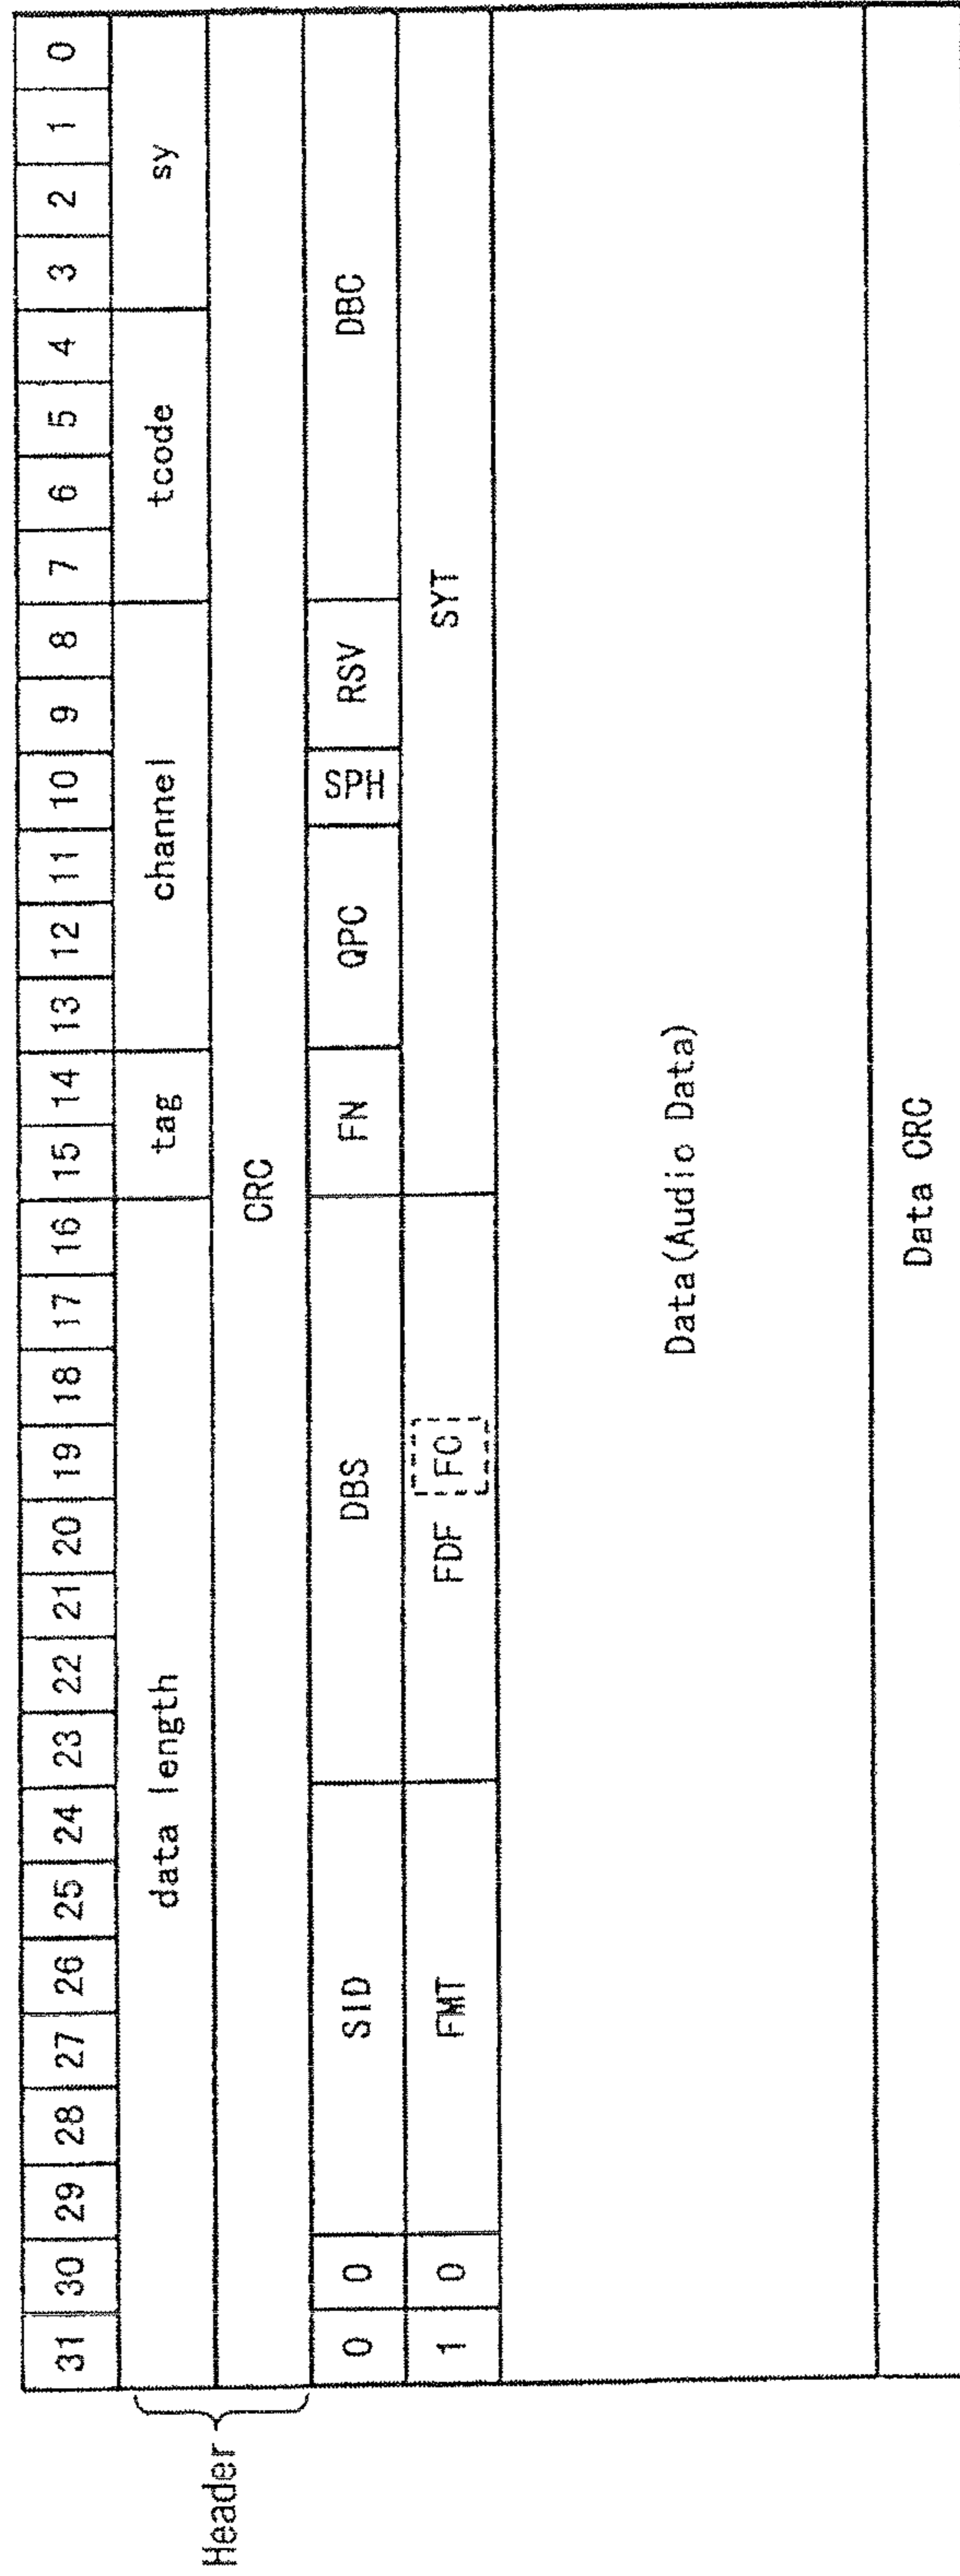 31 30 29 28 27 26 25 24 23 22 21 20 19 18 17 16 15 14 13 12 11 10 9 8 7 6 5 4 3 2 1 0
Header
data length tag channel tcode sy
CRC
0 0 SID DBS FN QPC SPH RSV DBC
1 0 FMT FDF FC SYT
Data(Audio Data)
Data CRC